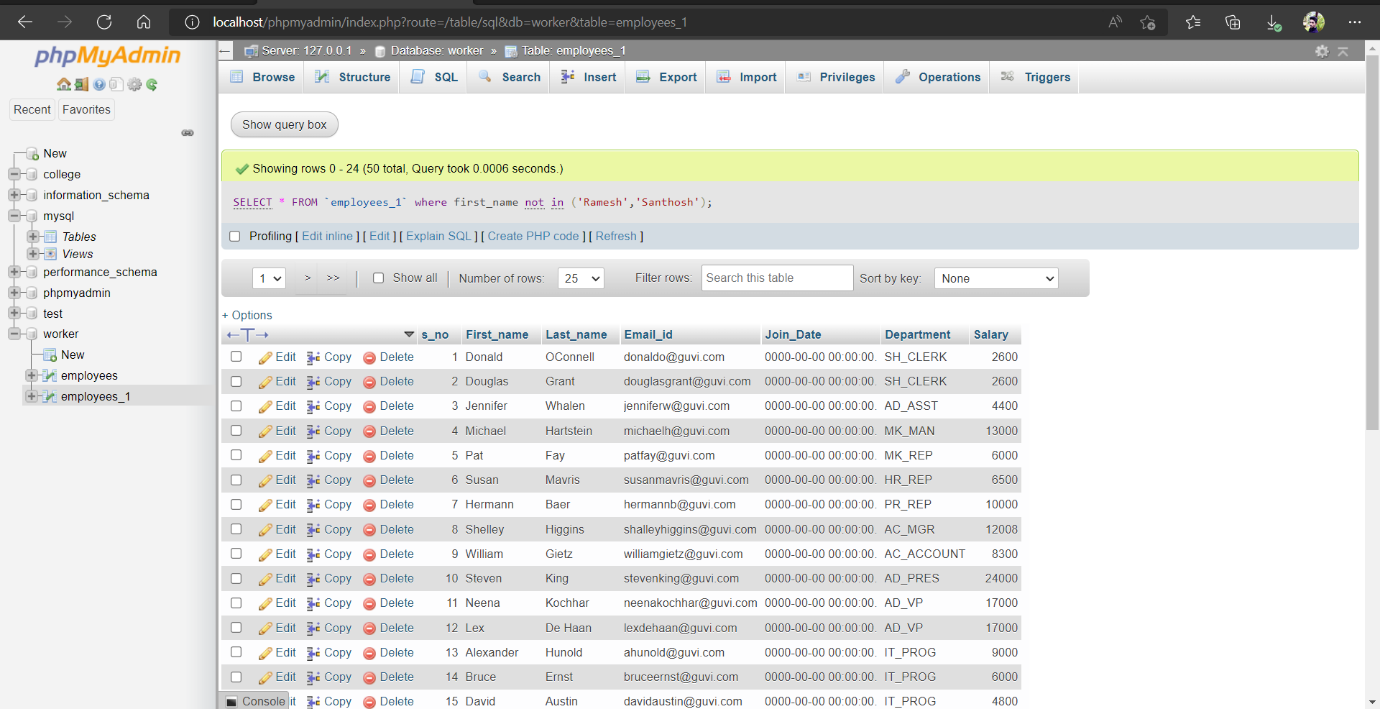 localhost/phpmyadmin/index.php?route=/table/sql&db=worker&table=employees_1
phpMyAdmin
Recent Favorites
New
college
information_schema
mysql
Tables
Views
performance_schema
phpmyadmin
test
worker
New
employees
employees_1
Server: 127.0.0.1 » Database: worker » Table: employees_1
Browse Structure SQL Search Insert Export Import Privileges Operations Triggers
Show query box
Showing rows 0 - 24 (50 total, Query took 0.0006 seconds.)
SELECT * FROM `employees_1` where first_name not in ('Ramesh','Santhosh');
Profiling [ Edit inline ] [ Edit ] [ Explain SQL ] [ Create PHP code ] [ Refresh ]
1 > >> Show all Number of rows: 25 Filter rows: Search this table Sort by key: None
+ Options
←T→ s_no First_name Last_name Email_id Join_Date Department Salary
Edit Copy Delete 1 Donald OConnell donaldo@guvi.com 0000-00-00 00:00:00. SH_CLERK 2600
Edit Copy Delete 2 Douglas Grant douglasgrant@guvi.com 0000-00-00 00:00:00. SH_CLERK 2600
Edit Copy Delete 3 Jennifer Whalen jenniferw@guvi.com 0000-00-00 00:00:00. AD_ASST 4400
Edit Copy Delete 4 Michael Hartstein michaelh@guvi.com 0000-00-00 00:00:00. MK_MAN 13000
Edit Copy Delete 5 Pat Fay patfay@guvi.com 0000-00-00 00:00:00. MK_REP 6000
Edit Copy Delete 6 Susan Mavris susanmavris@guvi.com 0000-00-00 00:00:00. HR_REP 6500
Edit Copy Delete 7 Hermann Baer hermannb@guvi.com 0000-00-00 00:00:00. PR_REP 10000
Edit Copy Delete 8 Shelley Higgins shalleyhiggins@guvi.com 0000-00-00 00:00:00. AC_MGR 12008
Edit Copy Delete 9 William Gietz williamgietz@guvi.com 0000-00-00 00:00:00. AC_ACCOUNT 8300
Edit Copy Delete 10 Steven King stevenking@guvi.com 0000-00-00 00:00:00. AD_PRES 24000
Edit Copy Delete 11 Neena Kochhar neenakochhar@guvi.com 0000-00-00 00:00:00. AD_VP 17000
Edit Copy Delete 12 Lex De Haan lexdehaan@guvi.com 0000-00-00 00:00:00. AD_VP 17000
Edit Copy Delete 13 Alexander Hunold ahunold@guvi.com 0000-00-00 00:00:00. IT_PROG 9000
Edit Copy Delete 14 Bruce Ernst bruceernst@guvi.com 0000-00-00 00:00:00. IT_PROG 6000
Console it Copy Delete 15 David Austin davidaustin@guvi.com 0000-00-00 00:00:00. IT_PROG 4800